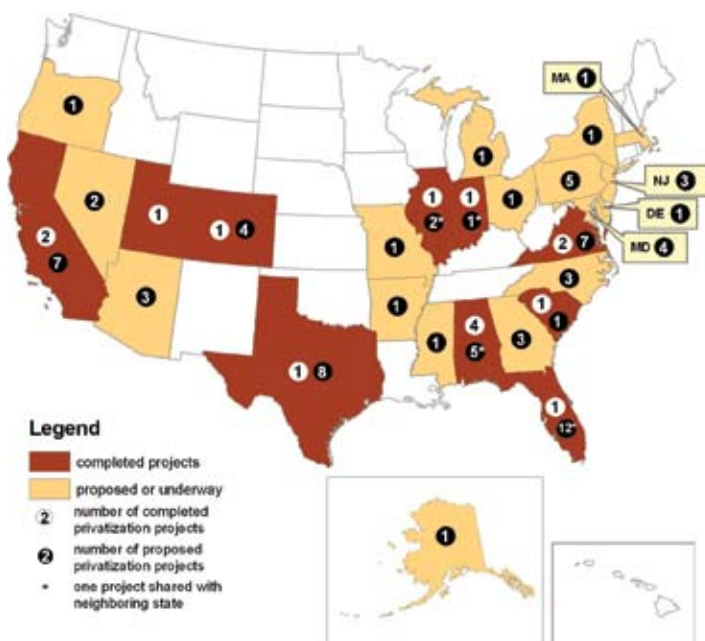 MA 1
1
1
1
2
1
1
2*
1
1*
1
5
NJ 3
DE 1
MD 4
1
1 4
2
7
1
2 7
3
3
1
1
1
1
4
5*
3
1 8
1
12*
Legend
completed projects
proposed or underway
2 number of completed
privatization projects
2 number of proposed
privatization projects
* one project shared with
neighboring state
1